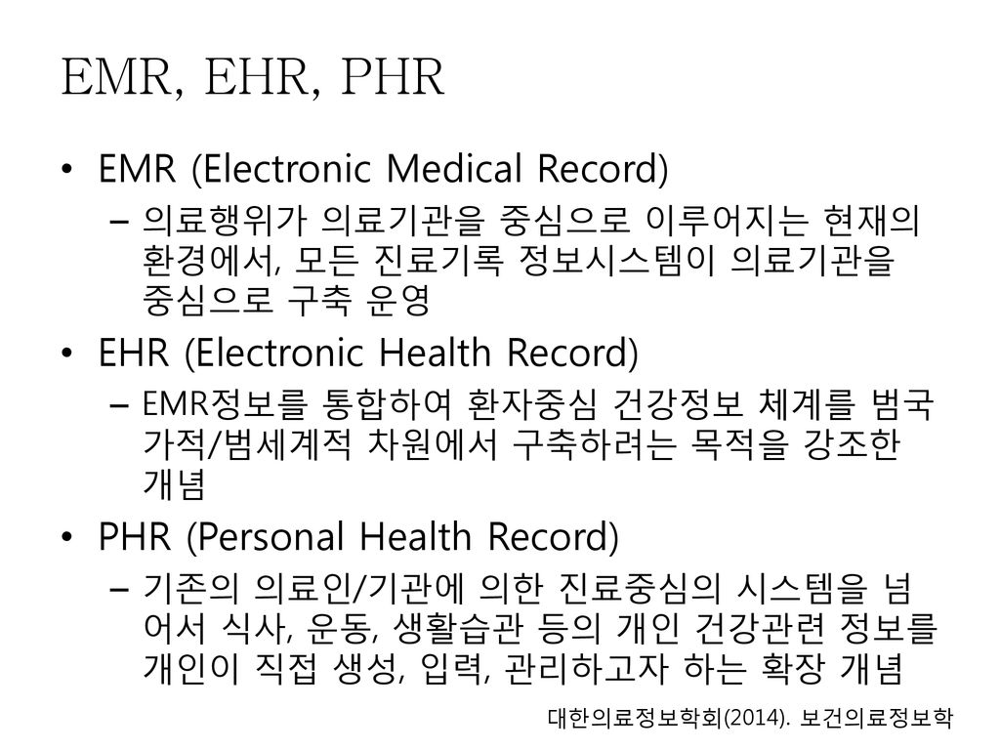 EMR, EHR, PHR
• EMR (Electronic Medical Record)
– 의료행위가 의료기관을 중심으로 이루어지는 현재의
환경에서, 모든 진료기록 정보시스템이 의료기관을
중심으로 구축 운영
• EHR (Electronic Health Record)
– EMR정보를 통합하여 환자중심 건강정보 체계를 범국
가적/범세계적 차원에서 구축하려는 목적을 강조한
개념
• PHR (Personal Health Record)
– 기존의 의료인/기관에 의한 진료중심의 시스템을 넘
어서 식사, 운동, 생활습관 등의 개인 건강관련 정보를
개인이 직접 생성, 입력, 관리하고자 하는 확장 개념
대한의료정보학회(2014). 보건의료정보학